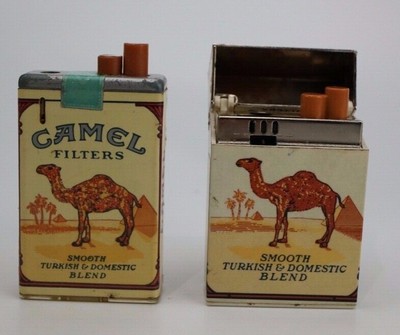 CAMEL
FILTERS
SMOOTH
TURKISH & DOMESTIC
BLEND
SMOOTH
TURKISH & DOMESTIC
BLEND